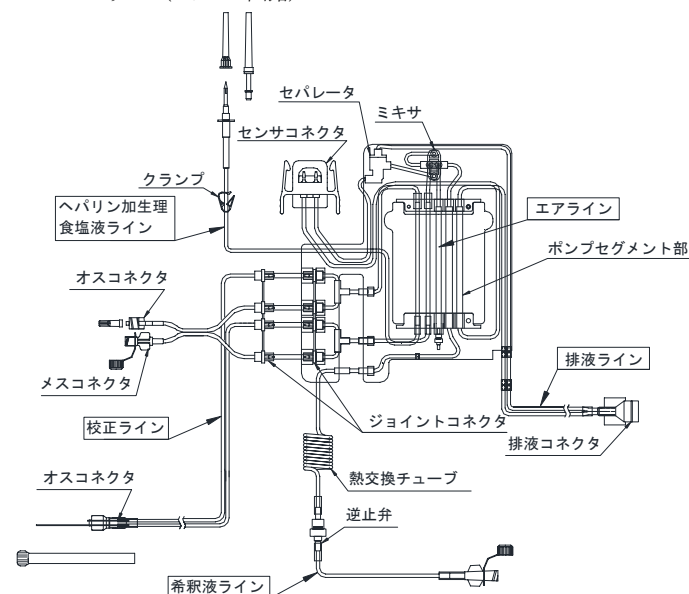 セパレータ
ミキサ
センサコネクタ
クランプ
ヘパリン加生理
食塩液ライン
エアライン
ポンプセグメント部
オスコネクタ
メスコネクタ
排液ライン
校正ライン
ジョイントコネクタ
排液コネクタ
オスコネクタ
熱交換チューブ
逆止弁
希釈液ライン